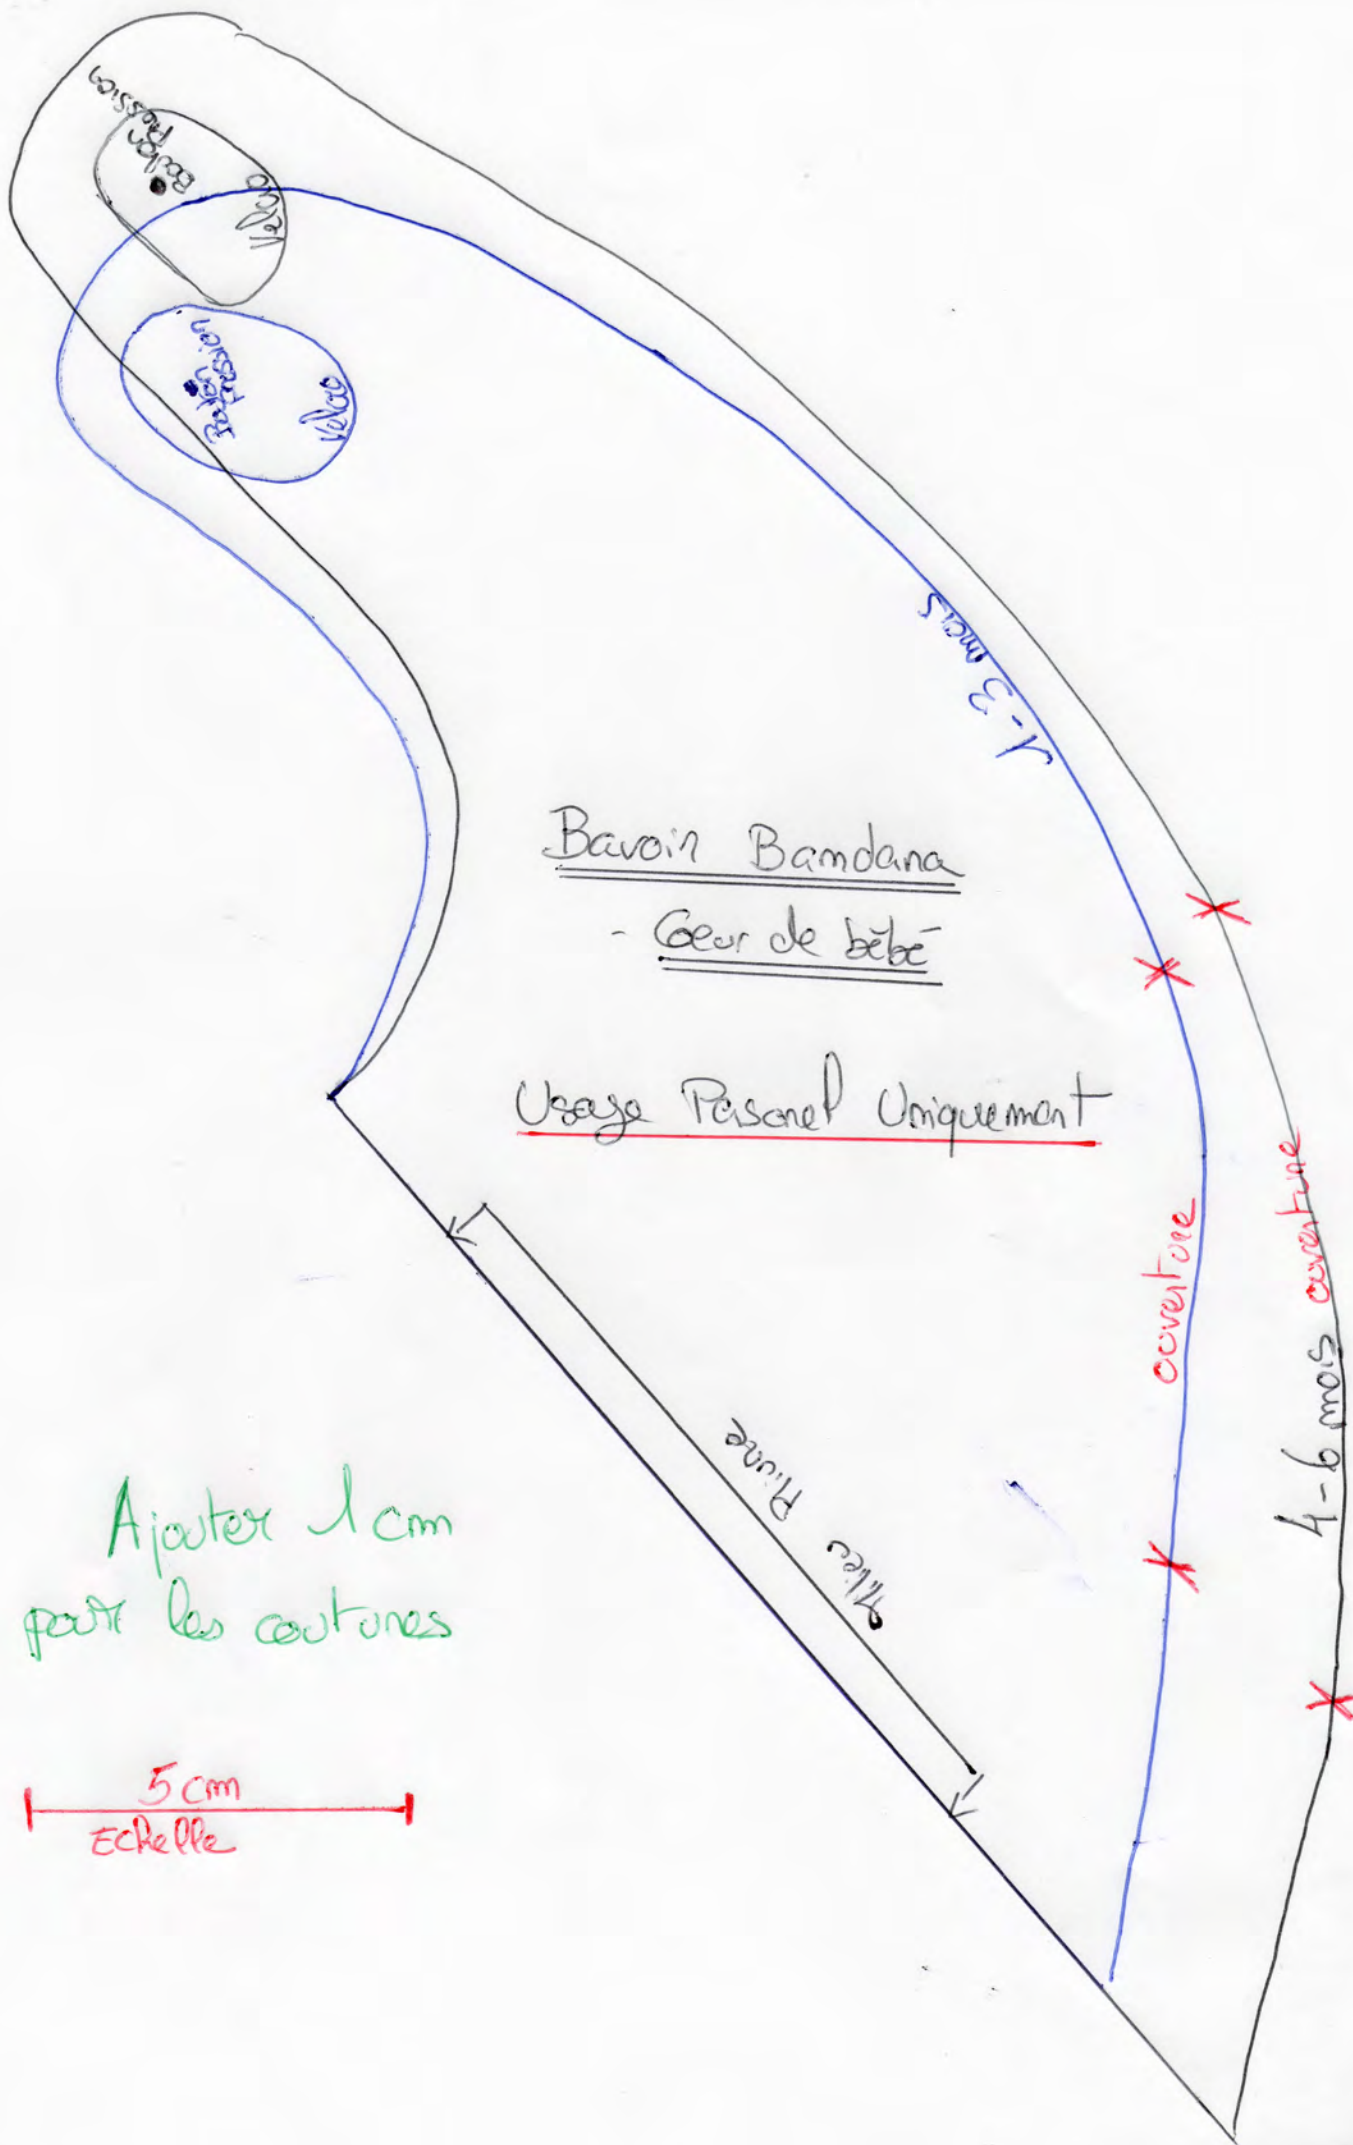 Bouton
Pression
Velcro
Bouton
Pression
Velcro
1-3 mois
Bavoir Bamdana
- Coeur de bébé
Usage Personel Uniquement
ouverture
ouverture
4-6 mois
Milieu Pliure
Ajouter 1 cm
pour les coutures
5 cm
Echelle